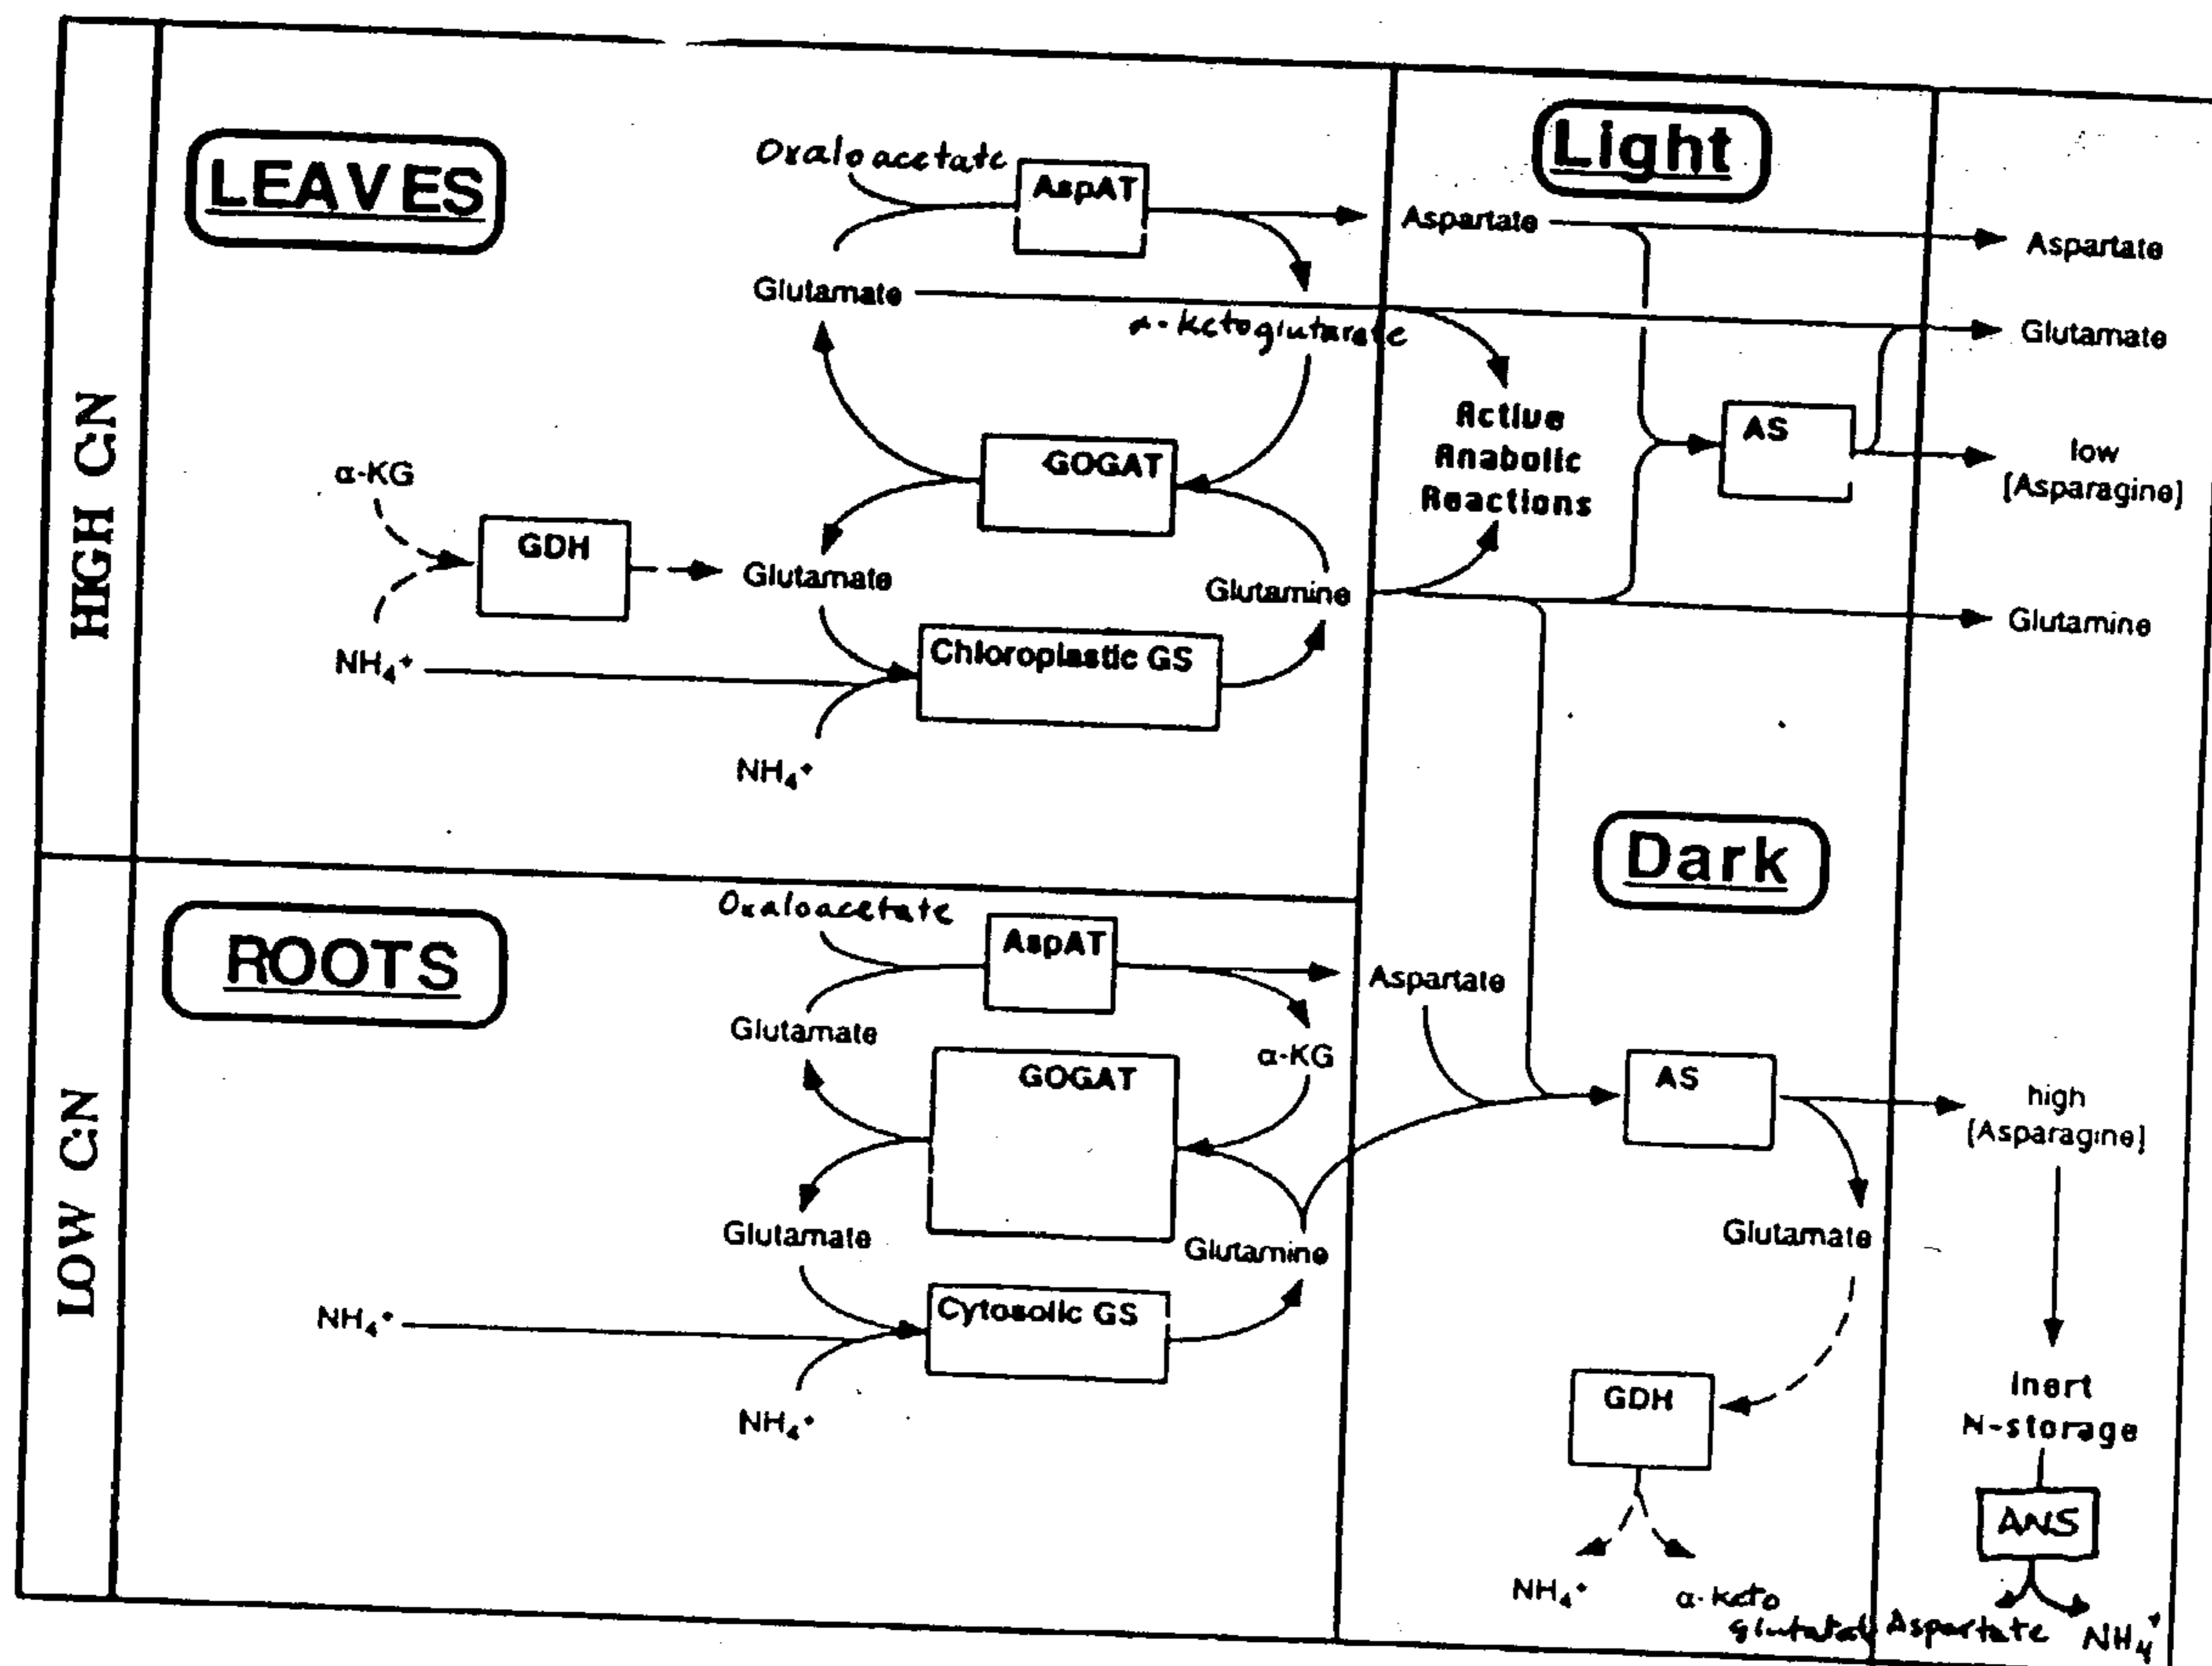 HIGH C:N
LEAVES
Oxaloacetate
AspAT
Glutamate
α-ketoglutarate
GOGAT
α-KG
GDH
Glutamate
Glutamine
NH₄⁺
Chloroplastic GS
NH₄⁺
Light
Aspartate
Active
Anabolic
Reactions
AS
Aspartate
Glutamate
low
[Asparagine]
Glutamine
LOW C:N
ROOTS
Oxaloacetate
AspAT
Glutamate
α-KG
GOGAT
Glutamate
Glutamine
NH₄⁺
Cytosolic GS
NH₄⁺
Dark
Aspartate
AS
Glutamate
GDH
NH₄⁺
α-keto
high
[Asparagine]
Inert
N-storage
ANS
Aspartate
NH₄⁺